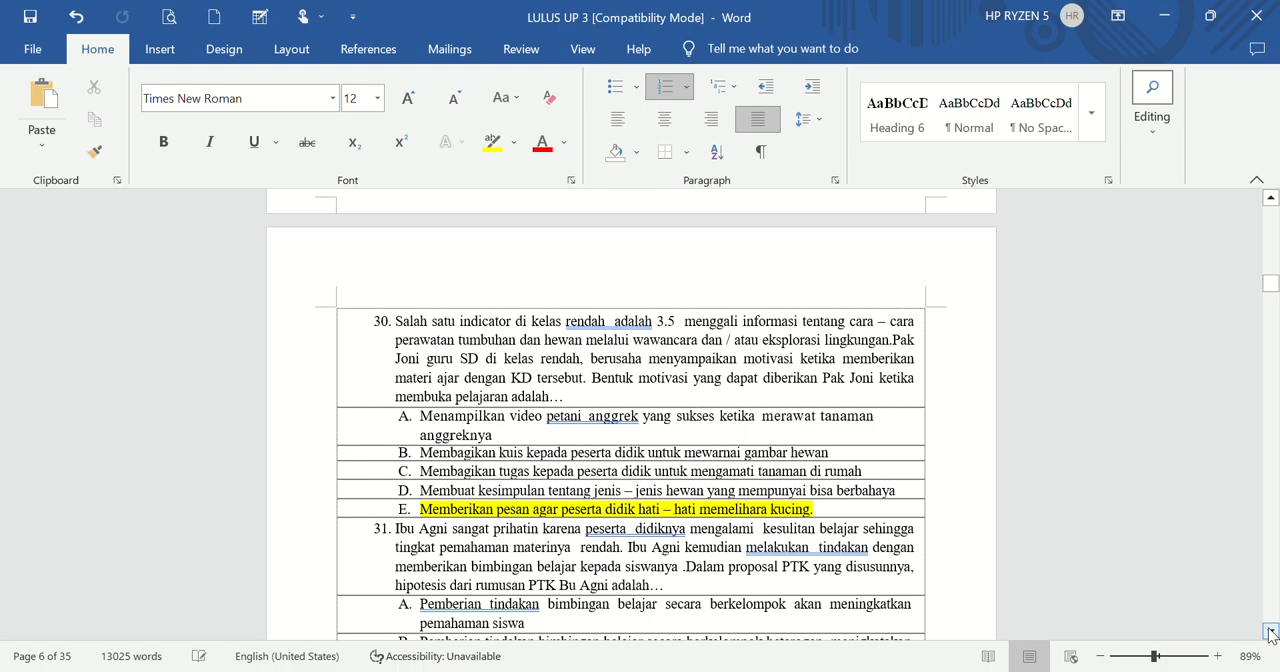 LULUS UP 3 [Compatibility Mode] - Word
HP RYZEN 5 HR
File Home Insert Design Layout References Mailings Review View Help Tell me what you want to do
Paste
Clipboard
Times New Roman 12
Font
Paragraph
AaBbCcD AaBbCcDd AaBbCcDd
Heading 6 ¶ Normal ¶ No Spac...
Styles
Editing
30. Salah satu indicator di kelas rendah adalah 3.5 menggali informasi tentang cara – cara
perawatan tumbuhan dan hewan melalui wawancara dan / atau eksplorasi lingkungan.Pak
Joni guru SD di kelas rendah, berusaha menyampaikan motivasi ketika memberikan
materi ajar dengan KD tersebut. Bentuk motivasi yang dapat diberikan Pak Joni ketika
membuka pelajaran adalah…
A. Menampilkan video petani anggrek yang sukses ketika merawat tanaman
anggreknya
B. Membagikan kuis kepada peserta didik untuk mewarnai gambar hewan
C. Membagikan tugas kepada peserta didik untuk mengamati tanaman di rumah
D. Membuat kesimpulan tentang jenis – jenis hewan yang mempunyai bisa berbahaya
E. Memberikan pesan agar peserta didik hati – hati memelihara kucing.
31. Ibu Agni sangat prihatin karena peserta didiknya mengalami kesulitan belajar sehingga
tingkat pemahaman materinya rendah. Ibu Agni kemudian melakukan tindakan dengan
memberikan bimbingan belajar kepada siswanya .Dalam proposal PTK yang disusunnya,
hipotesis dari rumusan PTK Bu Agni adalah…
A. Pemberian tindakan bimbingan belajar secara berkelompok akan meningkatkan
pemahaman siswa
Page 6 of 35 13025 words English (United States) Accessibility: Unavailable 89%